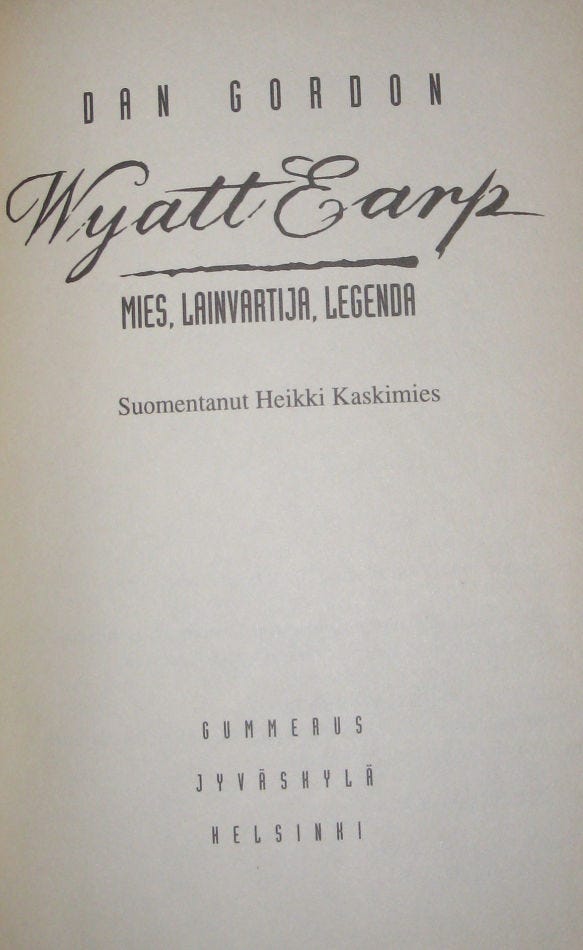 DAN GORDON
Wyatt Earp
MIES, LAINVARTIJA, LEGENDA
Suomentanut Heikki Kaskimies
GUMMERUS
JYVÄSKYLÄ
HELSINKI